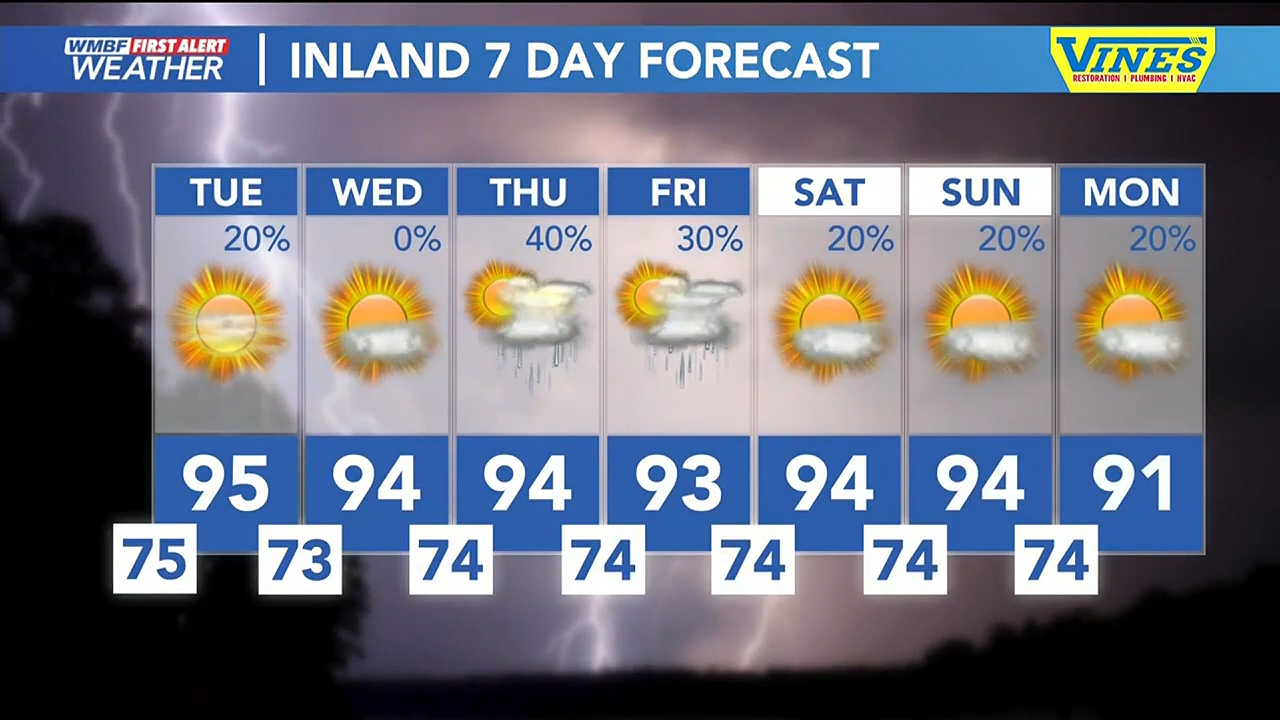 WMBF FIRST ALERT
WEATHER
INLAND 7 DAY FORECAST
VINES
RESTORATION | PLUMBING | HVAC
TUE WED THU FRI SAT SUN MON
20% 0% 40% 30% 20% 20% 20%
95 94 94 93 94 94 91
75 73 74 74 74 74 74